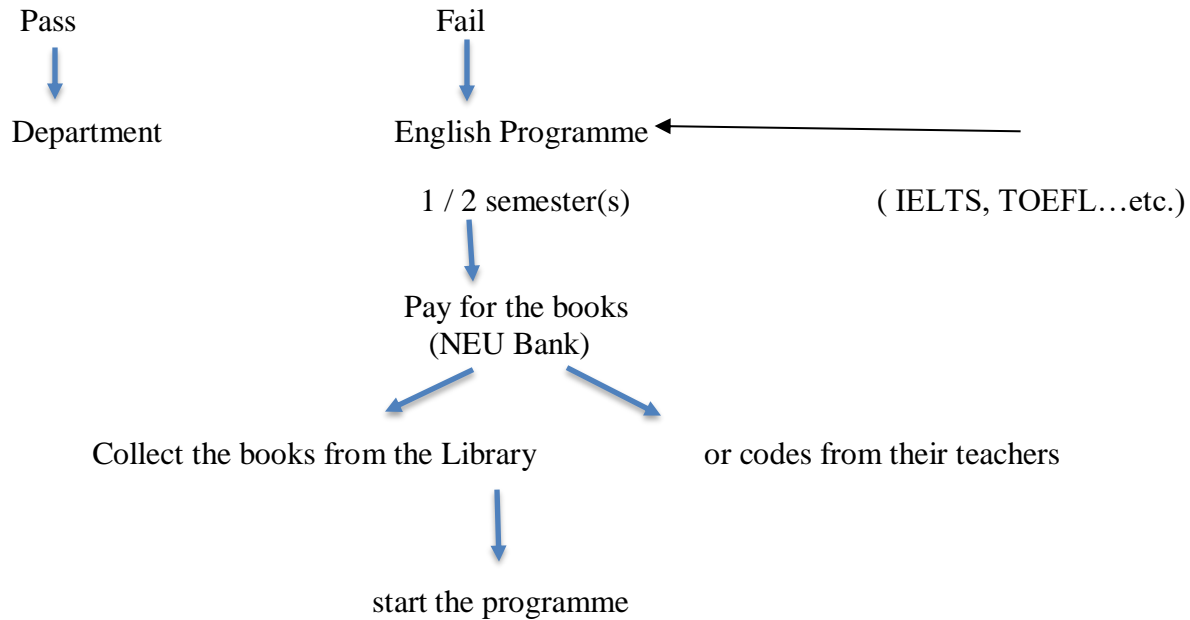 Pass Fail
Department English Programme
1 / 2 semester(s) ( IELTS, TOEFL…etc.)
Pay for the books
(NEU Bank)
Collect the books from the Library or codes from their teachers
start the programme